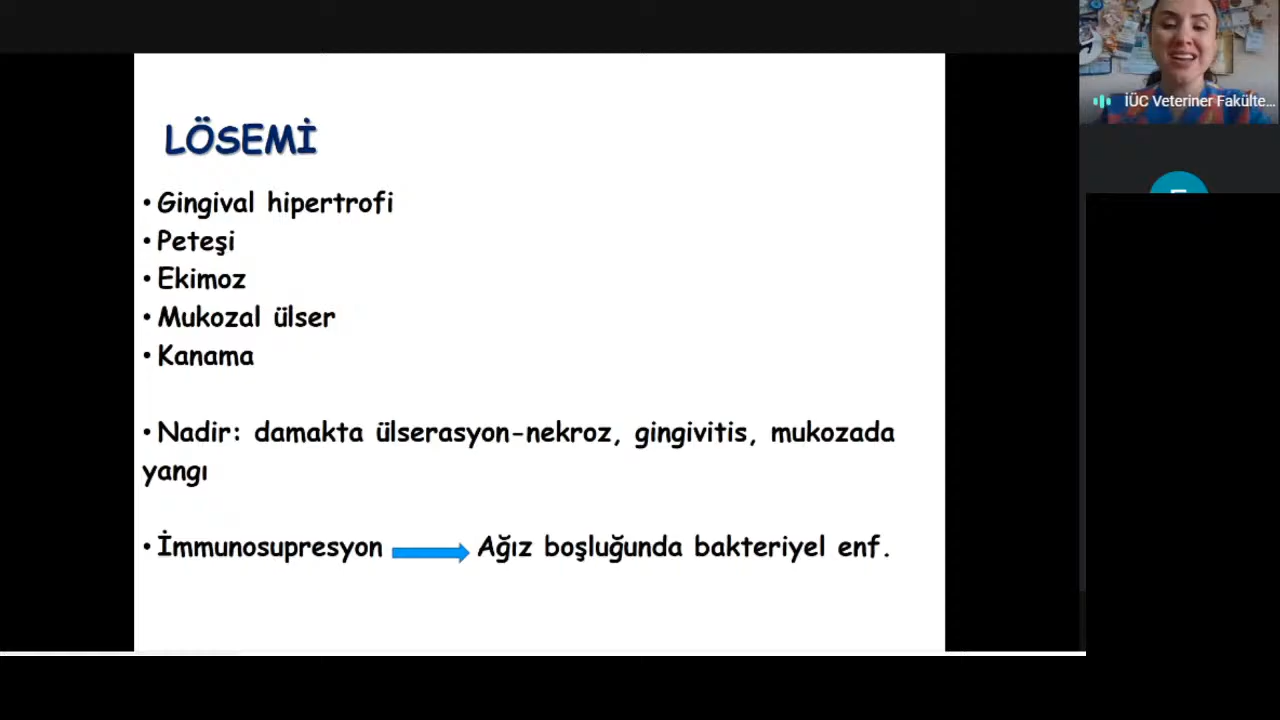 İÜC Veteriner Fakülte...
LÖSEMİ
• Gingival hipertrofi
• Peteşi
• Ekimoz
• Mukozal ülser
• Kanama
• Nadir: damakta ülserasyon-nekroz, gingivitis, mukozada
yangı
• İmmunosupresyon Ağız boşluğunda bakteriyel enf.